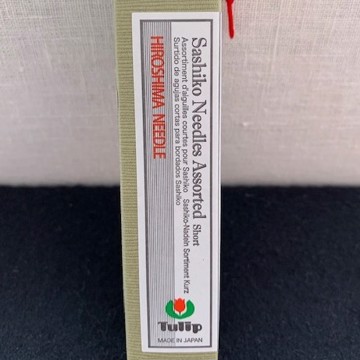 Sashiko Needles Assorted Short
Assortiment d'aiguilles courtes pour Sashiko Sashiko-Nadeln Sortiment Kurz
Surtido de agujas cortas para bordados Sashiko
HIROSHIMA NEEDLE
Tulip
MADE IN JAPAN